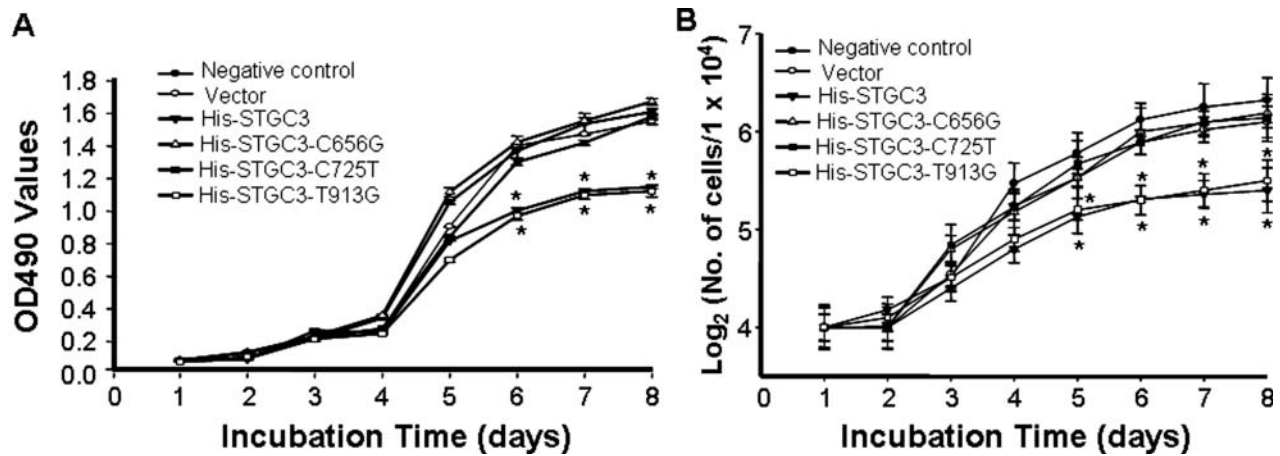 A
Negative control
Vector
His-STGC3
His-STGC3-C656G
His-STGC3-C725T
His-STGC3-T913G
1.8
1.6
1.4
1.2
1.0
0.8
0.6
0.4
0.2
0.0
OD490 Values
* * *
* * *
0 1 2 3 4 5 6 7 8
Incubation Time (days)
B
Negative control
Vector
His-STGC3
His-STGC3-C656G
His-STGC3-C725T
His-STGC3-T913G
7
6
5
4
Log₂ (No. of cells/1 x 10⁴)
* * * *
* * * *
0 1 2 3 4 5 6 7 8
Incubation Time (days)